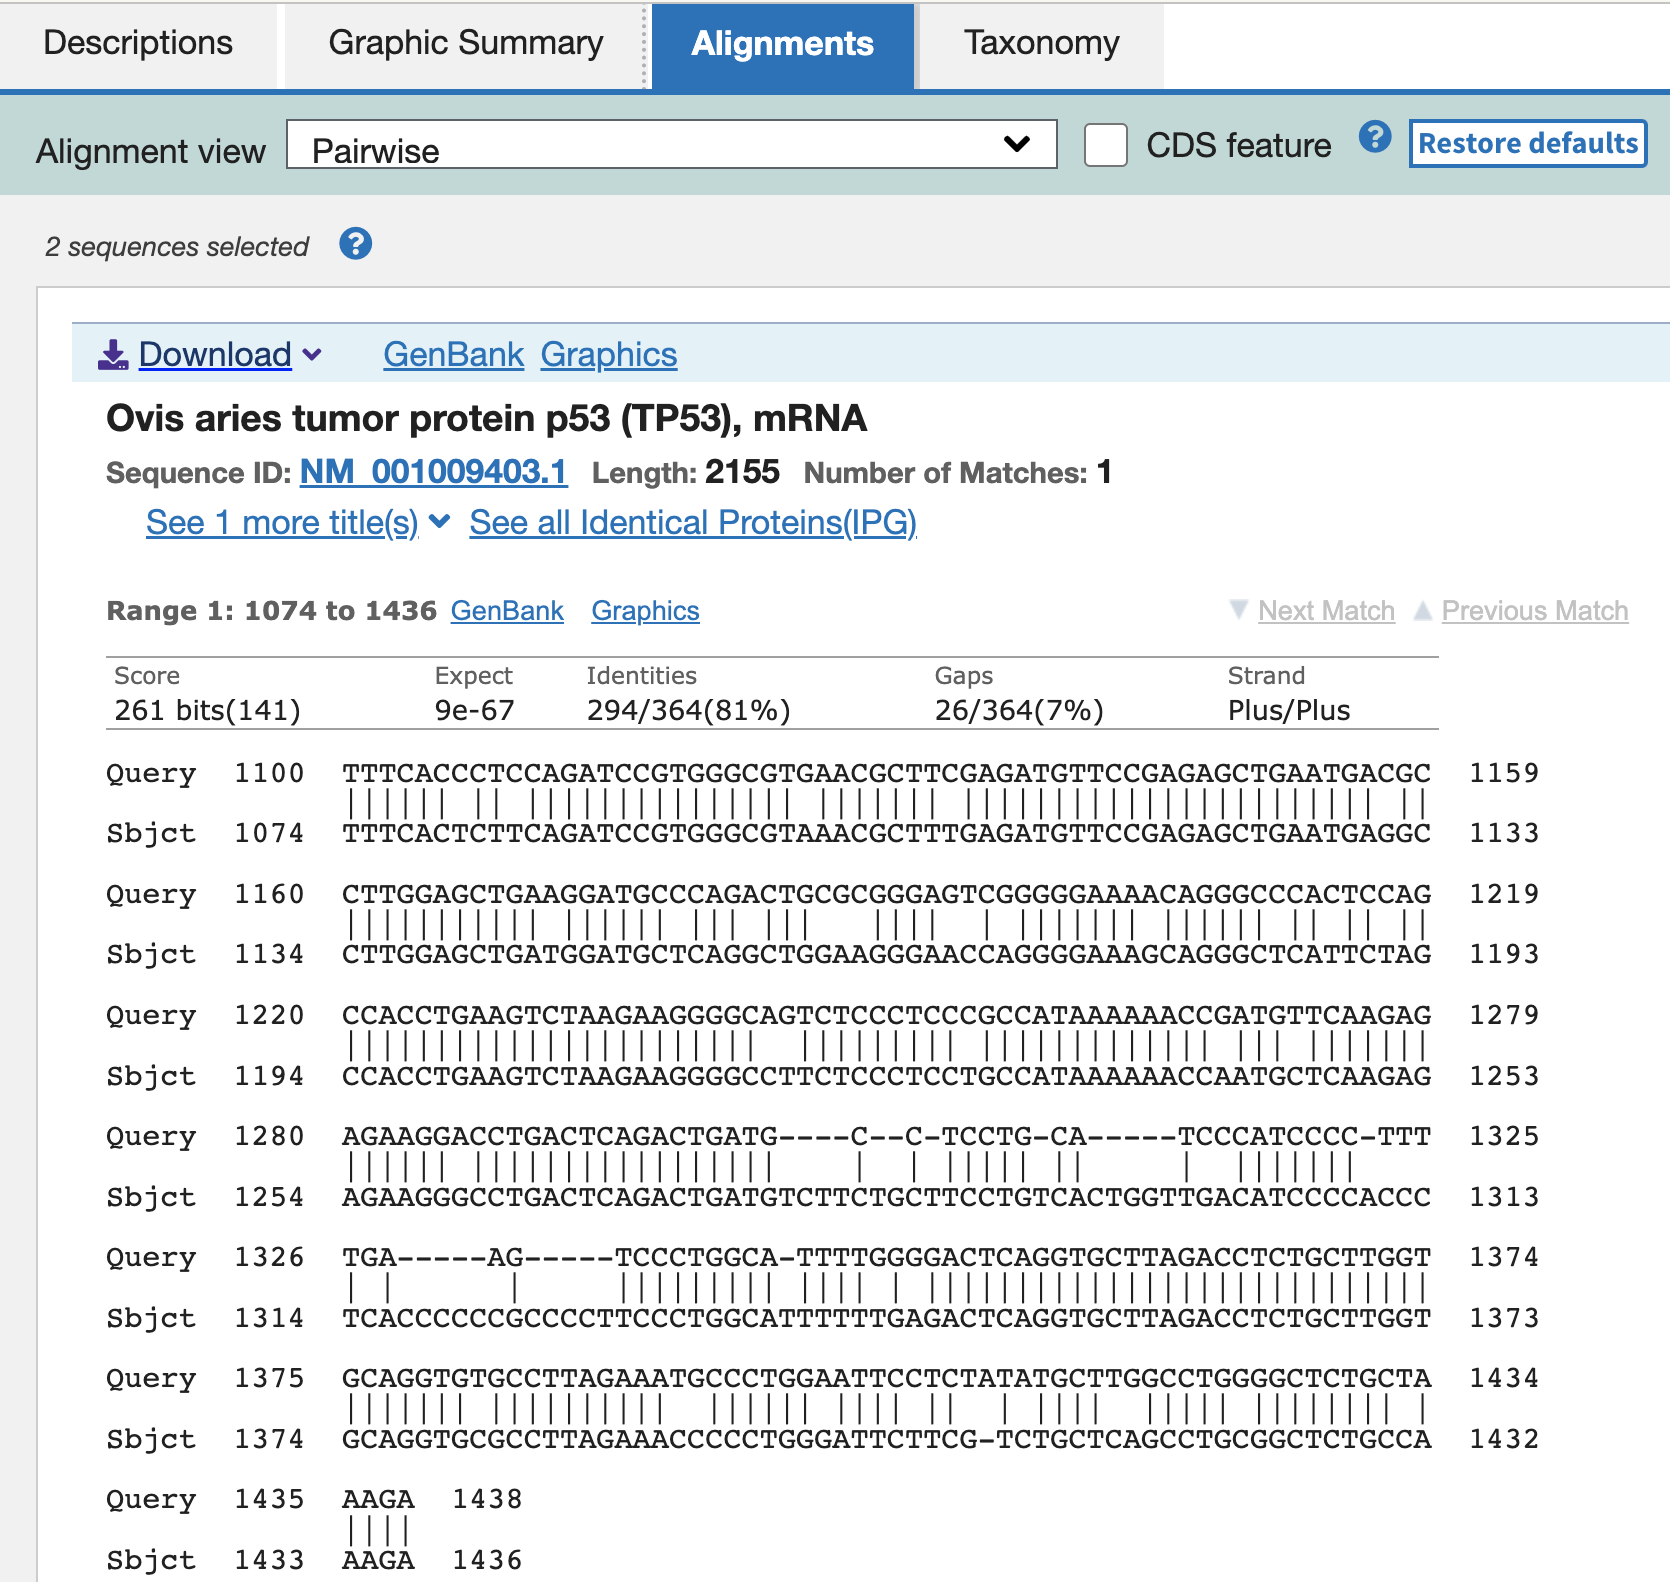 Descriptions Graphic Summary Alignments Taxonomy
Alignment view Pairwise CDS feature ? Restore defaults
2 sequences selected ?
Download GenBank Graphics
Ovis aries tumor protein p53 (TP53), mRNA
Sequence ID: NM_001009403.1 Length: 2155 Number of Matches: 1
See 1 more title(s) See all Identical Proteins(IPG)
Range 1: 1074 to 1436 GenBank Graphics Next Match Previous Match
Score Expect Identities Gaps Strand
261 bits(141) 9e-67 294/364(81%) 26/364(7%) Plus/Plus
Query 1100 TTTCACCCTCCAGATCCGTGGGCGTGAACGCTTCGAGATGTTCCGAGAGCTGAATGACGC 1159
Sbjct 1074 TTTCACTCTTCAGATCCGTGGGCGTAAACGCTTTGAGATGTTCCGAGAGCTGAATGAGGC 1133
Query 1160 CTTGGAGCTGAAGGATGCCCAGACTGCGCGGGAGTCGGGGGAAAACAGGGCCCACTCCAG 1219
Sbjct 1134 CTTGGAGCTGATGGATGCTCAGGCTGGAAGGGAACCAGGGGAAAGCAGGGCTCATTCTAG 1193
Query 1220 CCACCTGAAGTCTAAGAAGGGGCAGTCTCCCTCCCGCCATAAAAAACCGATGTTCAAGAG 1279
Sbjct 1194 CCACCTGAAGTCTAAGAAGGGGCCTTCTCCCTCCTGCCATAAAAAACCAATGCTCAAGAG 1253
Query 1280 AGAAGGACCTGACTCAGACTGATG----C--C-TCCTG-CA-----TCCCATCCCC-TTT 1325
Sbjct 1254 AGAAGGGCCTGACTCAGACTGATGTCTTCTGCTTCCTGTCACTGGTTGACATCCCCACCC 1313
Query 1326 TGA-----AG-----TCCCTGGCA-TTTTGGGGACTCAGGTGCTTAGACCTCTGCTTGGT 1374
Sbjct 1314 TCACCCCCCGCCCCTTCCCTGGCATTTTTTGAGACTCAGGTGCTTAGACCTCTGCTTGGT 1373
Query 1375 GCAGGTGTGCCTTAGAAATGCCCTGGAATTCCTCTATATGCTTGGCCTGGGGCTCTGCTA 1434
Sbjct 1374 GCAGGTGCGCCTTAGAAACCCCCTGGGATTCTTCG-TCTGCTCAGCCTGCGGCTCTGCCA 1432
Query 1435 AAGA 1438
Sbjct 1433 AAGA 1436